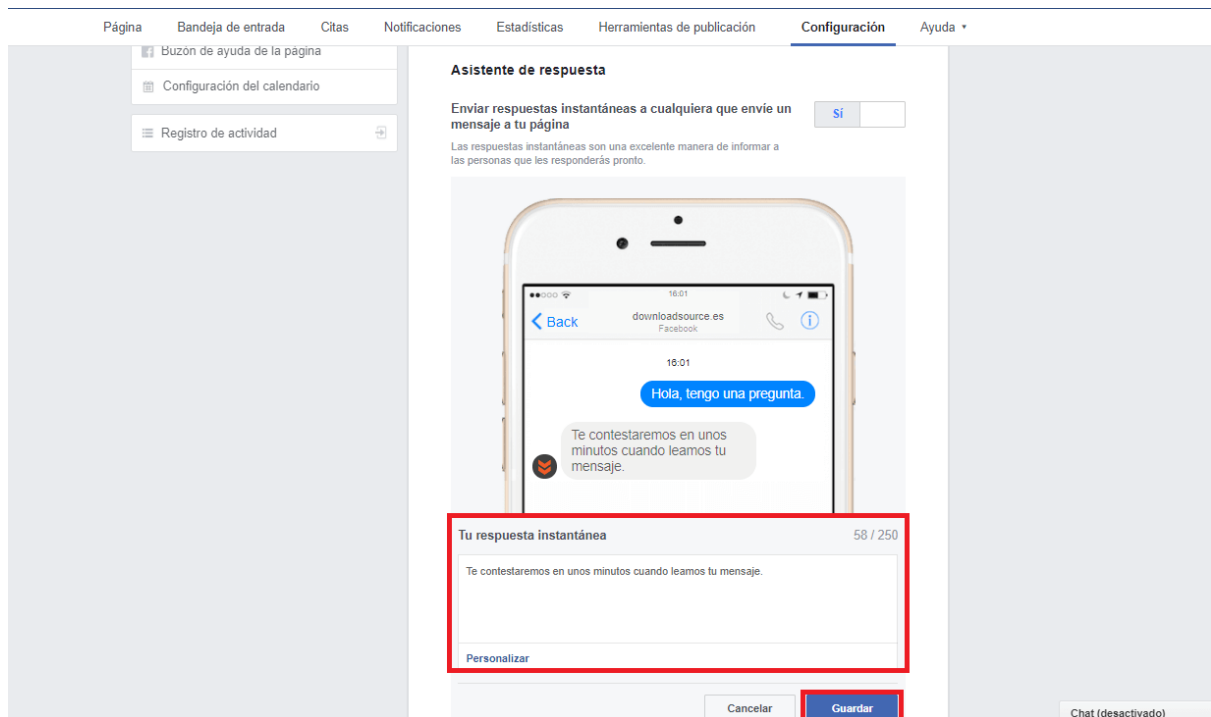 Página Bandeja de entrada Citas Notificaciones Estadísticas Herramientas de publicación Configuración Ayuda
Buzón de ayuda de la página
Configuración del calendario
Registro de actividad
Asistente de respuesta
Enviar respuestas instantáneas a cualquiera que envíe un
mensaje a tu página
Sí
Las respuestas instantáneas son una excelente manera de informar a
las personas que les responderás pronto.
16:01
Back
downloadsource.es
Facebook
16:01
Hola, tengo una pregunta.
Te contestaremos en unos
minutos cuando leamos tu
mensaje.
Tu respuesta instantánea 58 / 250
Te contestaremos en unos minutos cuando leamos tu mensaje.
Personalizar
Cancelar Guardar
Chat (desactivado)